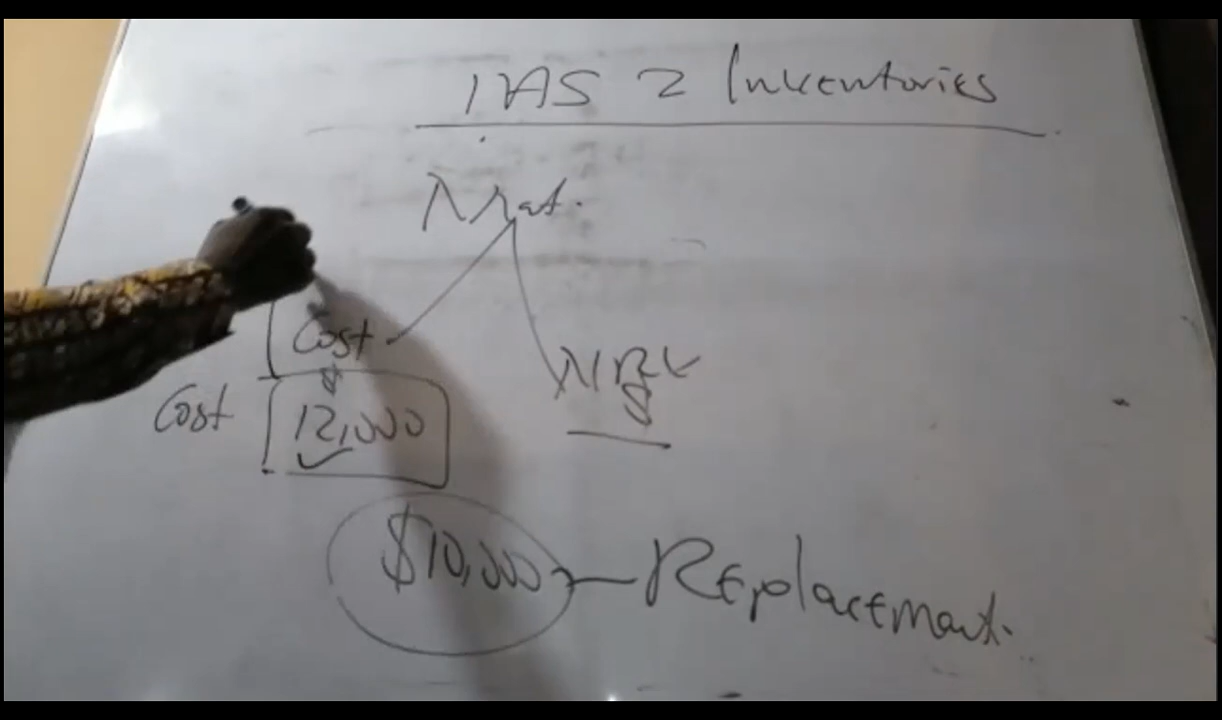 IAS 2 Inventories
Mat.
Cost NRV
Cost 12,000
$10,000 Replacement.